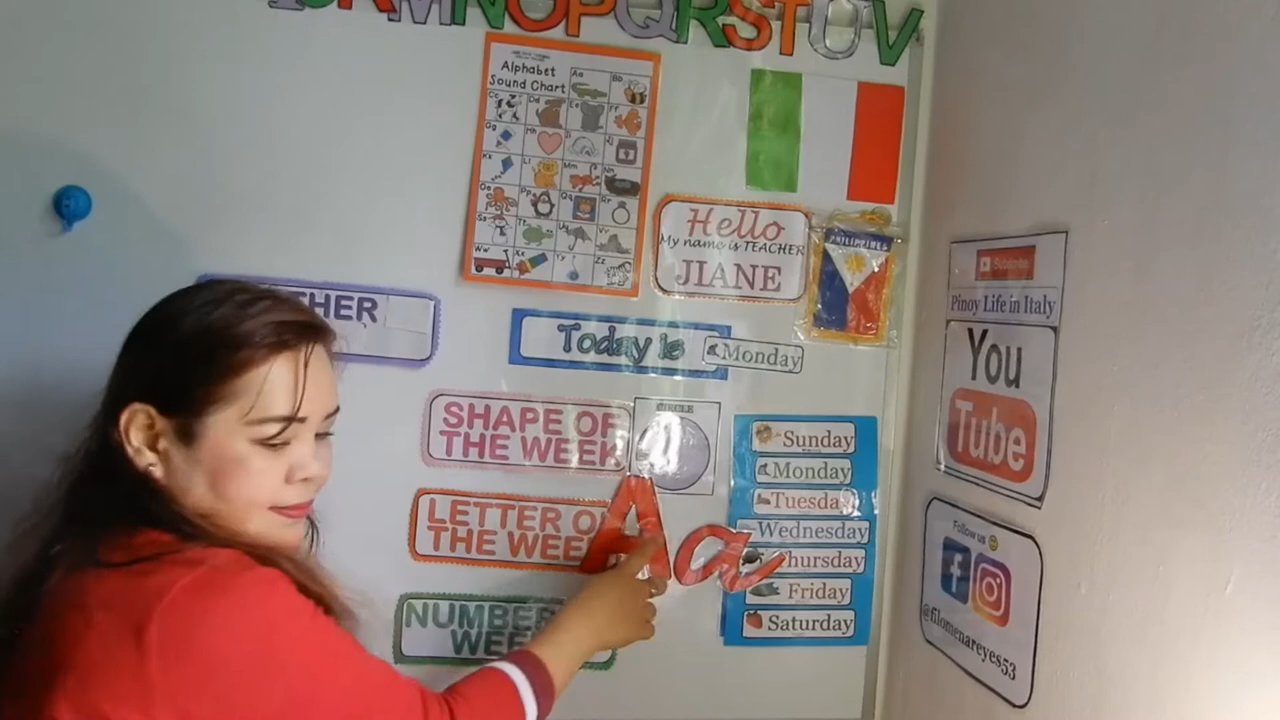 K M N O P Q R S T U V
Alphabet
Sound Chart
Aa
Bb
Cc
Dd
Ee
Ff
Gg
Hh
Ii
Jj
Kk
Ll
Mm
Nn
Oo
Pp
Qq
Rr
Ss
Tt
Uu
Vv
Ww
Xx
Yy
Zz
Hello
My name is TEACHER
JIANE
PHILIPPINES
THER
Today is
Monday
SHAPE OF
THE WEEK
CIRCLE
LETTER OF
THE WEEK
A a
NUMBER
WEE
Sunday
Monday
Tuesday
Wednesday
Thursday
Friday
Saturday
Subscribe
Pinoy Life in Italy
You
Tube
Follow us
@filomenareyes53